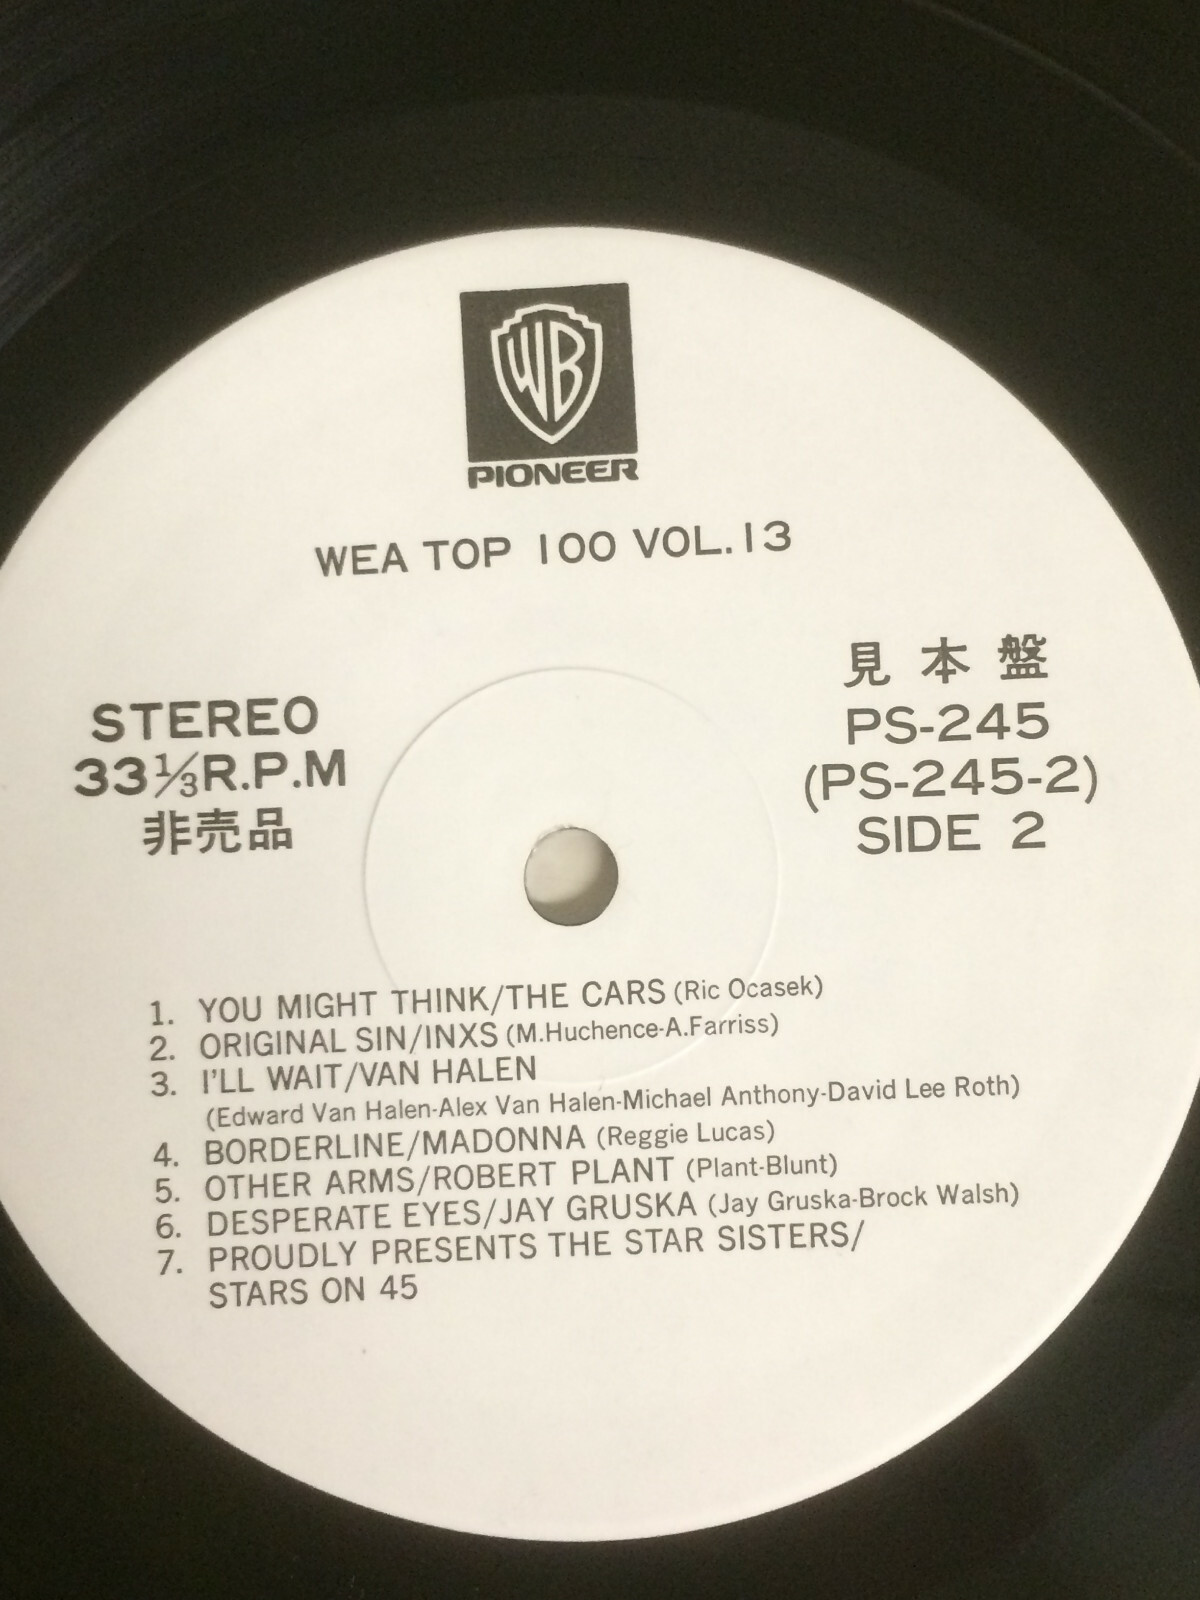 WB
PIONEER
WEA TOP 100 VOL.13
STEREO
33⅓R.P.M
非売品
見本盤
PS-245
(PS-245-2)
SIDE 2
1. YOU MIGHT THINK/THE CARS (Ric Ocasek)
2. ORIGINAL SIN/INXS (M.Huchence-A.Farriss)
3. I'LL WAIT/VAN HALEN
(Edward Van Halen-Alex Van Halen-Michael Anthony-David Lee Roth)
4. BORDERLINE/MADONNA (Reggie Lucas)
5. OTHER ARMS/ROBERT PLANT (Plant-Blunt)
6. DESPERATE EYES/JAY GRUSKA (Jay Gruska-Brock Walsh)
7. PROUDLY PRESENTS THE STAR SISTERS/
STARS ON 45